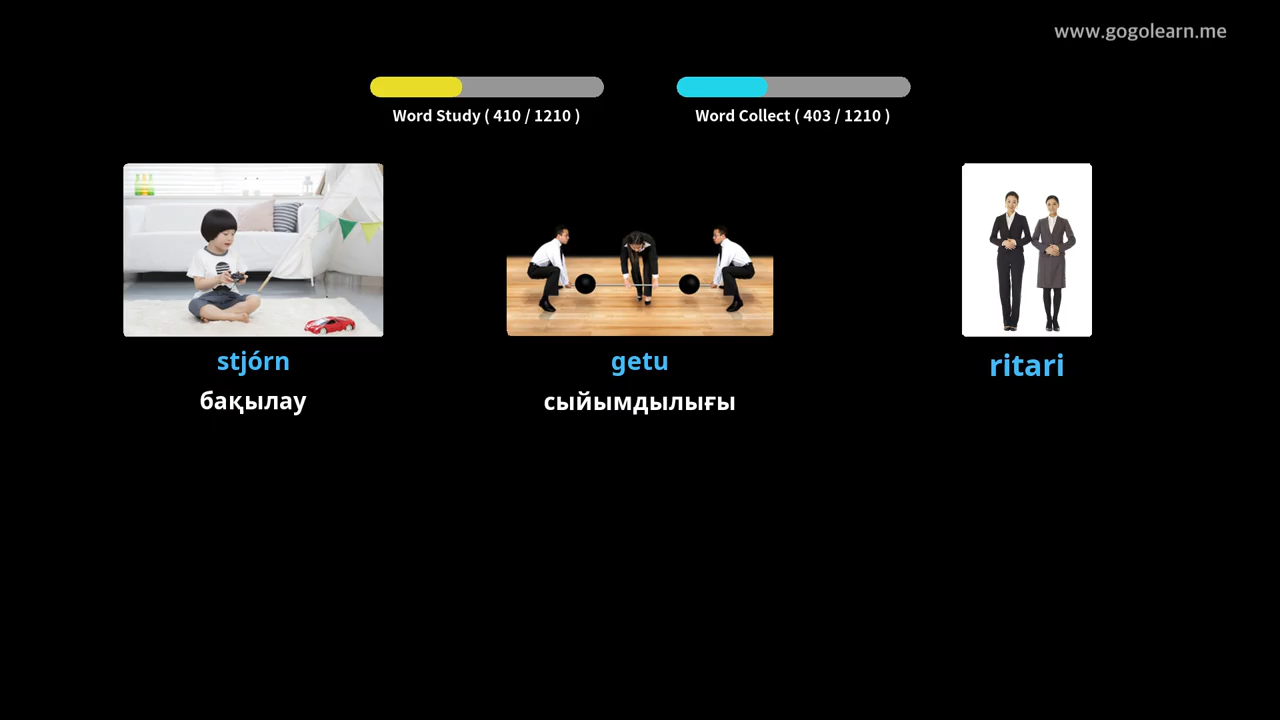 www.gogolearn.me
Word Study ( 410 / 1210 )
Word Collect ( 403 / 1210 )
stjórn
бақылау
getu
сыйымдылығы
ritari